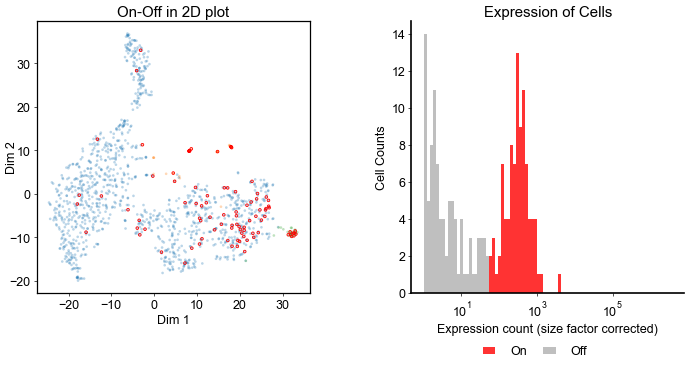 On-Off in 2D plot
30
20
10
0
−10
−20
Dim 2
−20
−10
0
10
20
30
Dim 1
Expression of Cells
14
12
10
8
6
4
2
0
Cell Counts
10^1
10^3
10^5
Expression count (size factor corrected)
On
Off